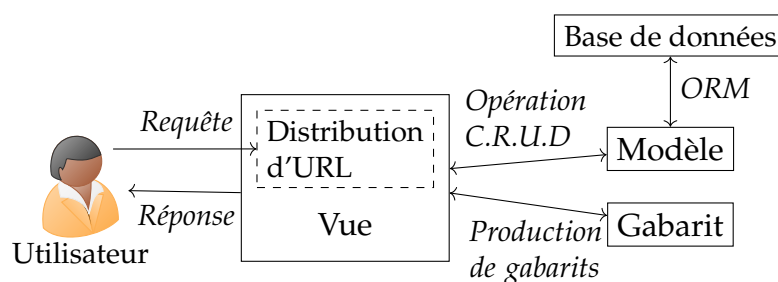 Base de données
Opération
C.R.U.D
ORM
Requête
Distribution
d'URL
Modèle
Réponse
Vue
Gabarit
Production
de gabarits
Utilisateur